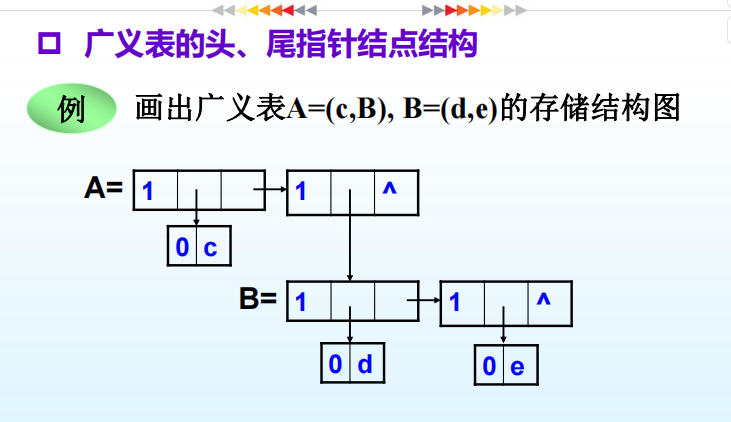 广义表的头、尾指针结点结构
例 画出广义表A=(c,B), B=(d,e)的存储结构图
A= 1 1 ^
0 c
B= 1 1 ^
0 d 0 e